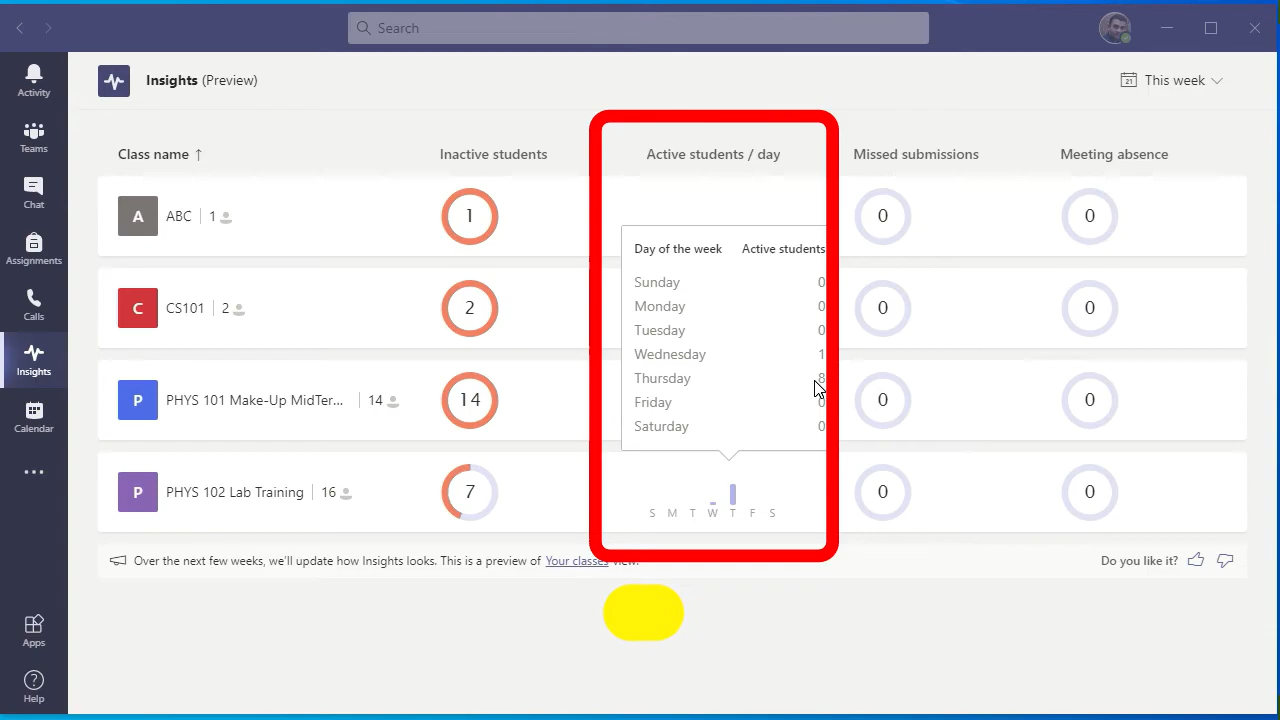 Search
Activity
Teams
Chat
Assignments
Calls
Insights
Calendar
Apps
Help
Insights (Preview)
21 This week
Class name ↑ Inactive students Active students / day Missed submissions Meeting absence
A ABC 1 1 0 0
C CS101 2 2 0 0
P PHYS 101 Make-Up MidTer... 14 14 0 0
P PHYS 102 Lab Training 16 7 0 0
Day of the week Active students
Sunday 0
Monday 0
Tuesday 0
Wednesday 1
Thursday 8
Friday 0
Saturday 0
S M T W T F S
Over the next few weeks, we'll update how Insights looks. This is a preview of Your classes view.
Do you like it?